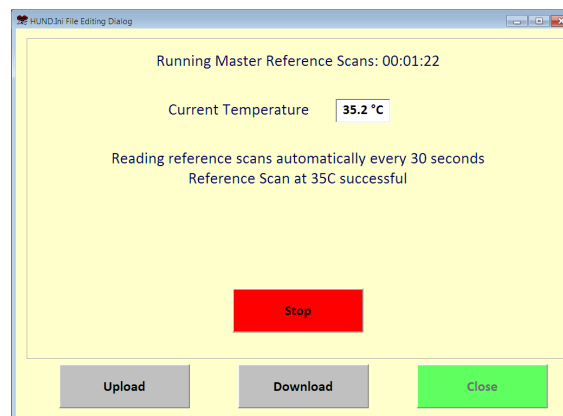 HUND.Ini File Editing Dialog
Running Master Reference Scans: 00:01:22
Current Temperature 35.2 °C
Reading reference scans automatically every 30 seconds
Reference Scan at 35C successful
Stop
Upload Download Close